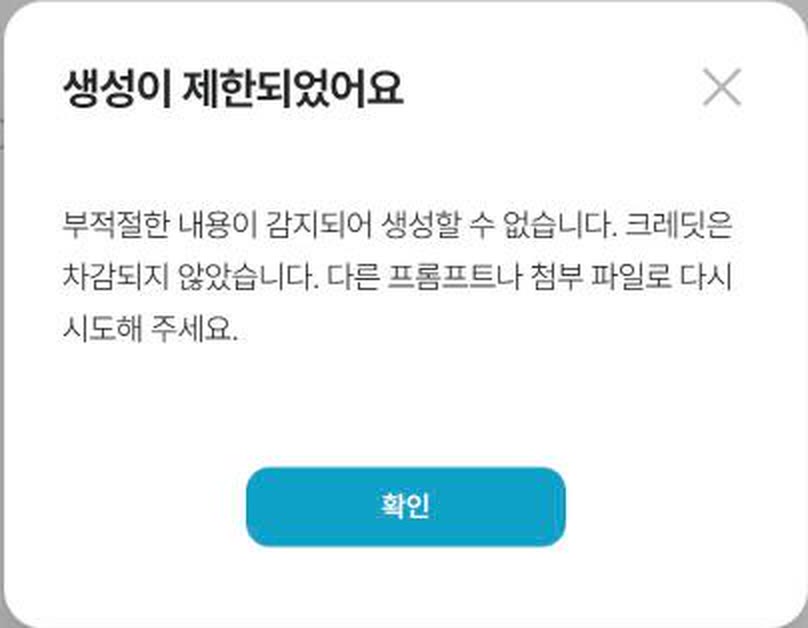 생성이 제한되었어요
부적절한 내용이 감지되어 생성할 수 없습니다. 크레딧은
차감되지 않았습니다. 다른 프롬프트나 첨부 파일로 다시
시도해 주세요.
확인